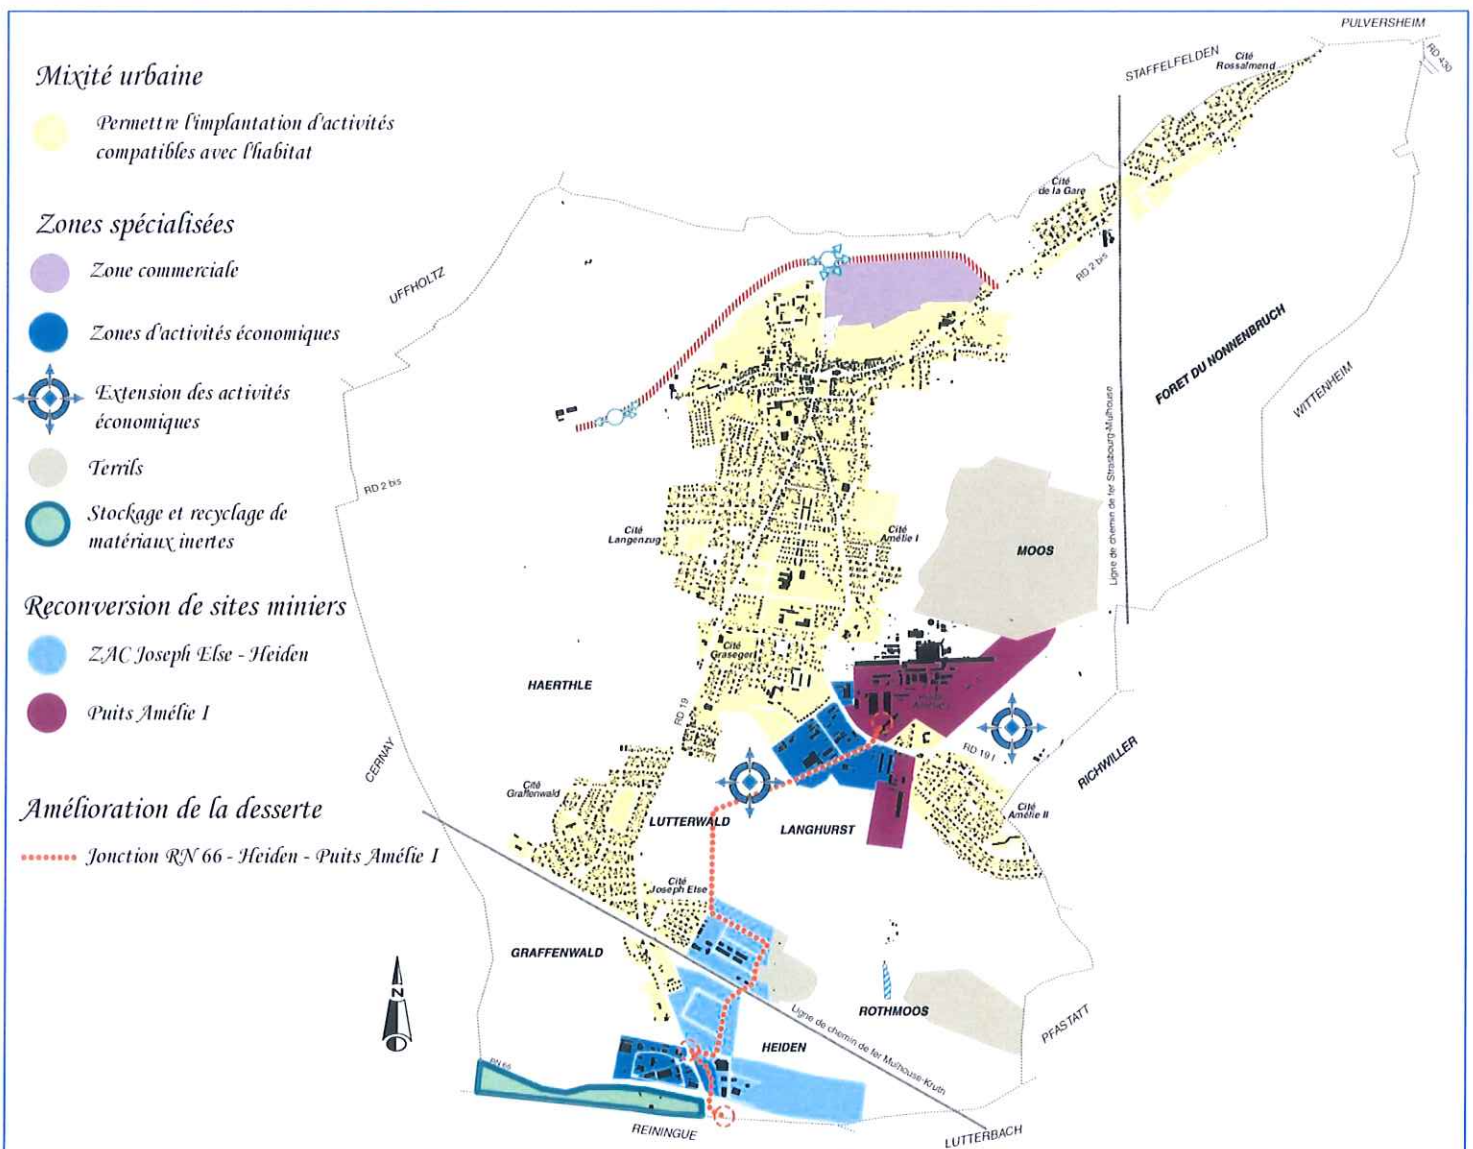 Mixité urbaine
Permettre l'implantation d'activités
compatibles avec l'habitat
Zones spécialisées
Zone commerciale
Zones d'activités économiques
Extension des activités
économiques
Terrils
Stockage et recyclage de
matériaux inertes
Reconversion de sites miniers
ZAC Joseph Else - Heiden
Puits Amélie I
Amélioration de la desserte
Jonction RN 66 - Heiden - Puits Amélie I
PULVERSHEIM
RD 430
STAFFELFELDEN
Cité
Rossalmend
Cité
de la Gare
RD 2 bis
UFFHOLTZ
FORET DU NONNENBRUCH
WITTENHEIM
Ligne de chemin de fer Strasbourg-Mulhouse
RD 2 bis
Cité
Langenzug
Cité
Amélie I
MOOS
Cité
Grasegert
HAERTHLE
RD 19
CERNAY
RD 19 I
RICHWILLER
Cité
Graffenwald
LUTTERWALD
LANGHURST
Cité
Amélie II
Cité
Joseph Else
GRAFFENWALD
N
ROTHMOOS
PFASTATT
Ligne de chemin de fer Mulhouse-Kruth
HEIDEN
RN 66
REININGUE
LUTTERBACH